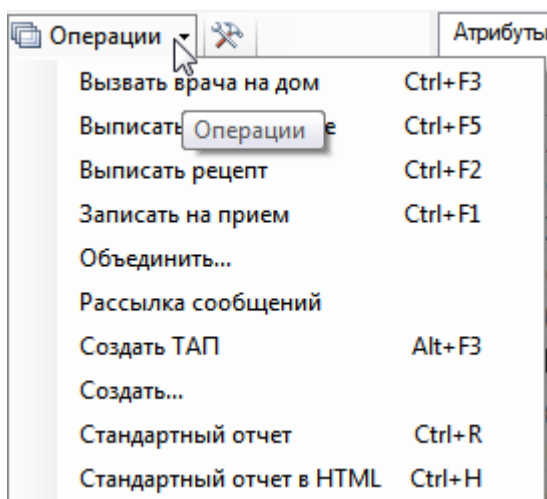 Операции
Атрибуты
Вызвать врача на дом Ctrl+F3
Выписать е Ctrl+F5
Операции
Выписать рецепт Ctrl+F2
Записать на прием Ctrl+F1
Объединить...
Рассылка сообщений
Создать ТАП Alt+F3
Создать...
Стандартный отчет Ctrl+R
Стандартный отчет в HTML Ctrl+H